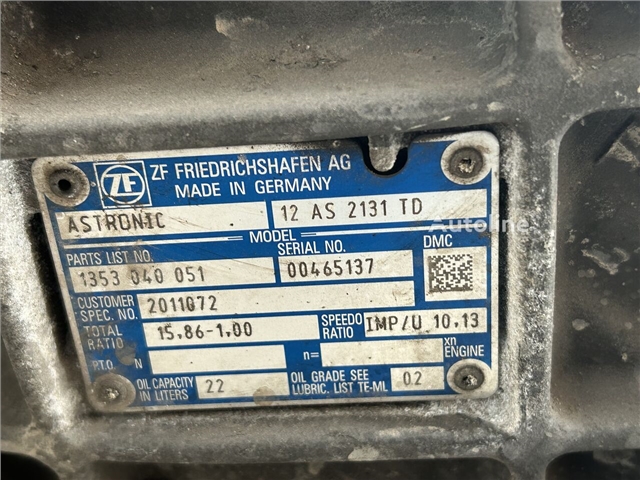 ZF FRIEDRICHSHAFEN AG
MADE IN GERMANY
ASTRONIC 12 AS 2131 TD
MODEL
PARTS LIST NO. SERIAL NO. DMC
1353 040 051 00465137
CUSTOMER SPEC. NO. 2011072
TOTAL RATIO 15.86-1.00 SPEEDO RATIO IMP/U 10.13
P.T.O. N n= xn ENGINE
OIL CAPACITY IN LITERS 22 OIL GRADE SEE LUBRIC. LIST TE-ML 02
Autoline